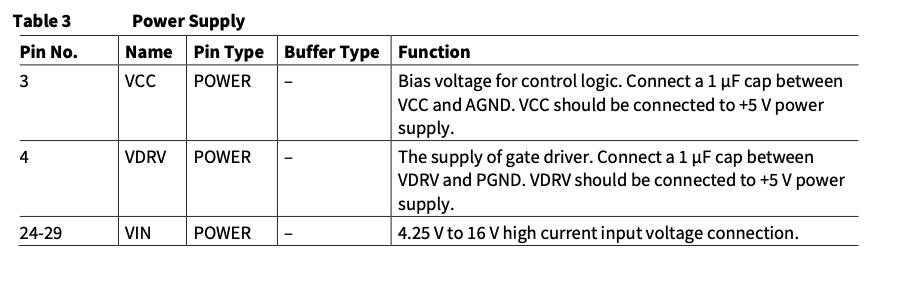 Table 3 Power Supply
Pin No. Name Pin Type Buffer Type Function
3 VCC POWER – Bias voltage for control logic. Connect a 1 µF cap between
VCC and AGND. VCC should be connected to +5 V power
supply.
4 VDRV POWER – The supply of gate driver. Connect a 1 µF cap between
VDRV and PGND. VDRV should be connected to +5 V power
supply.
24-29 VIN POWER – 4.25 V to 16 V high current input voltage connection.